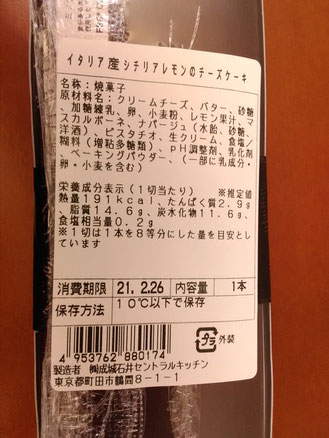 イタリア産シチリアレモンのチーズケーキ
名称:焼菓子
原材料名:クリームチーズ、バター、砂糖、
加糖練乳、卵、小麦粉、レモン果汁、マ
スカルポーネ、ナパージュ(水飴、砂糖、
洋酒)、ピスタチオ、生クリーム、食塩/
糊料(増粘多糖類)、pH調整剤、乳化剤
、ベーキングパウダー、(一部に乳成分・
卵・小麦を含む)
栄養成分表示(1切当たり) ※推定値
熱量191kcal、たんぱく質2.9g
、脂質14.6g、炭水化物11.6g、
食塩相当量0.2g
※1切は1本を8等分にした量を目安とし
ています
消費期限 21.2.26 内容量 1本
保存方法 10℃以下で保存
4 953762 880174
プラ 外装
製造者 ㈱成城石井セントラルキッチン
東京都町田市鶴間8-1-1